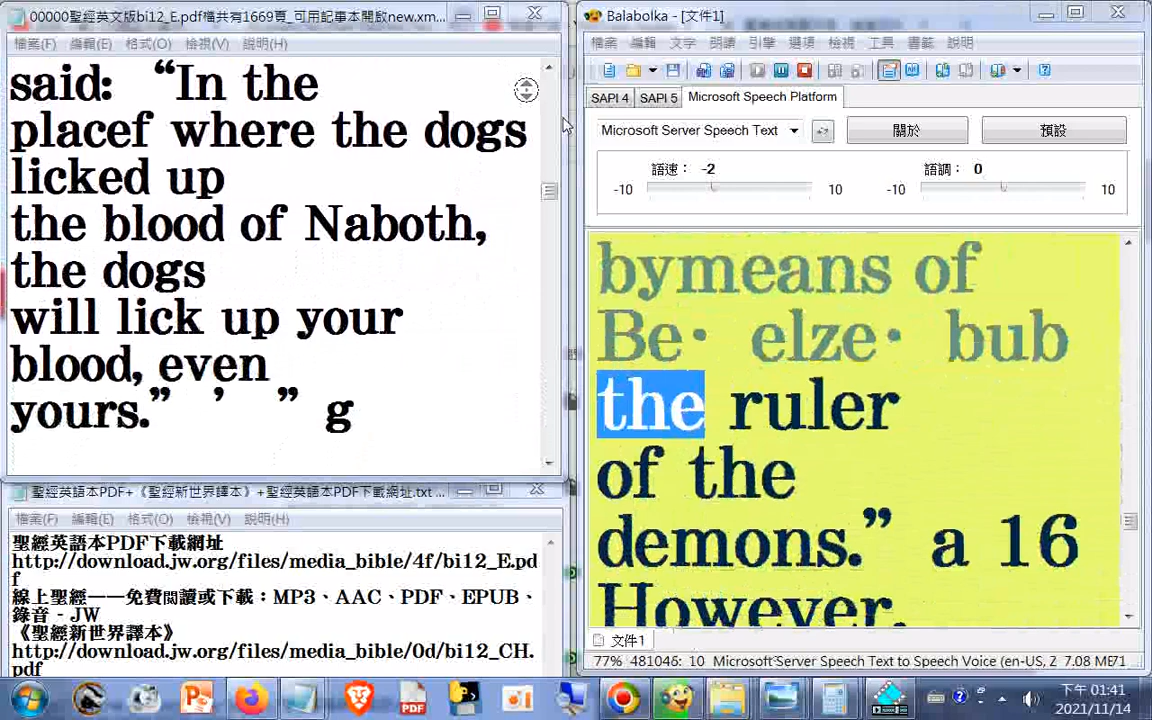 00000聖經英文版bi12_E.pdf檔共有1669頁_可用記事本開啟new.xm...
檔案(F) 編輯(E) 格式(O) 檢視(V) 說明(H)
said: “In the
placef where the dogs
licked up
the blood of Naboth,
the dogs
will lick up your
blood, even
yours.” ’ ” g
聖經英語本PDF+《聖經新世界譯本》+聖經英語本PDF下載網址.txt ...
檔案(F) 編輯(E) 格式(O) 檢視(V) 說明(H)
聖經英語本PDF下載網址
http://download.jw.org/files/media_bible/4f/bi12_E.pd
f
線上聖經——免費閱讀或下載：MP3、AAC、PDF、EPUB、
錄音 - JW
《聖經新世界譯本》
http://download.jw.org/files/media_bible/0d/bi12_CH.
pdf
Balabolka - [文件1]
檔案 編輯 文字 朗讀 引擎 選項 檢視 工具 書籤 說明
SAPI 4 SAPI 5 Microsoft Speech Platform
Microsoft Server Speech Text 關於 預設
語速： -2 語調： 0
-10 10 -10 10
bymeans of
Be· elze· bub
the ruler
of the
demons.” a 16
However,
文件1
77% 481046: 10 Microsoft Server Speech Text to Speech Voice (en-US, Z 7.08 МБ71
下午 01:41
2021/11/14